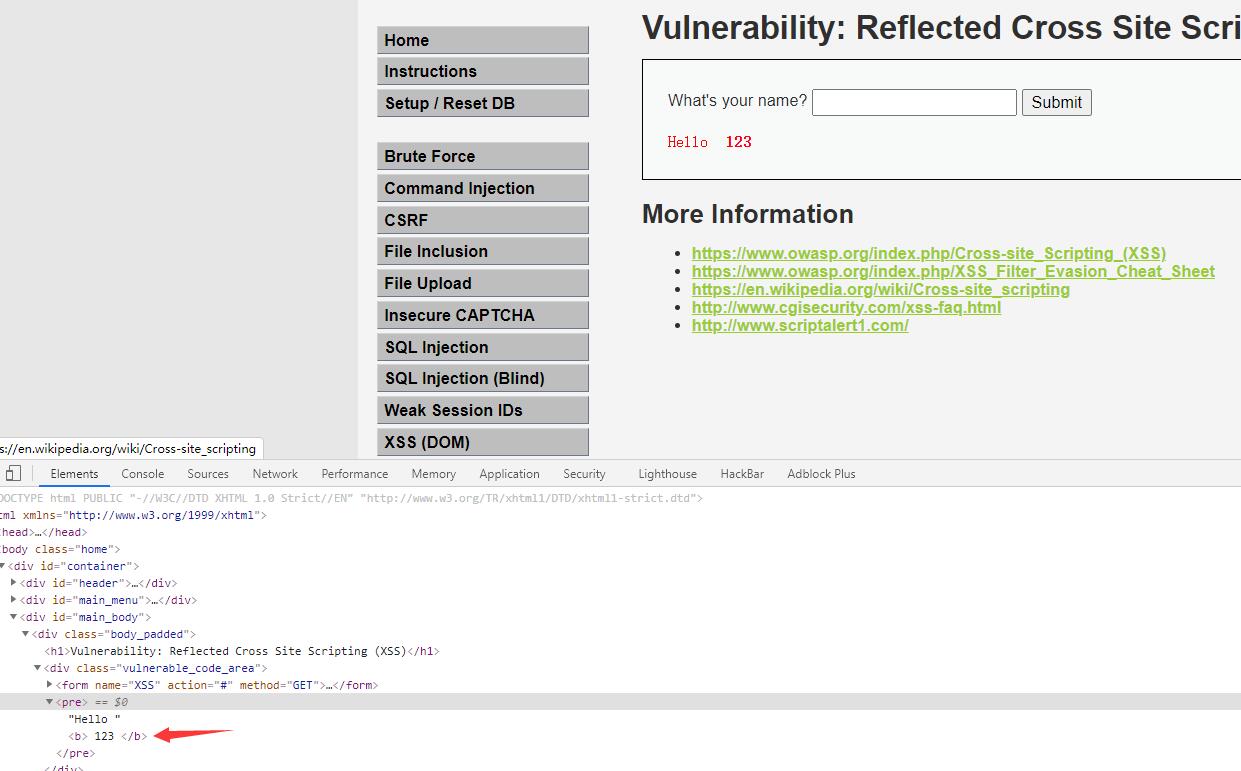 Home
Instructions
Setup / Reset DB
Brute Force
Command Injection
CSRF
File Inclusion
File Upload
Insecure CAPTCHA
SQL Injection
SQL Injection (Blind)
Weak Session IDs
XSS (DOM)
Vulnerability: Reflected Cross Site Scri
What's your name? Submit
Hello 123
More Information
https://www.owasp.org/index.php/Cross-site_Scripting_(XSS)
https://www.owasp.org/index.php/XSS_Filter_Evasion_Cheat_Sheet
https://en.wikipedia.org/wiki/Cross-site_scripting
http://www.cgisecurity.com/xss-faq.html
http://www.scriptalert1.com/
s://en.wikipedia.org/wiki/Cross-site_scripting
Elements Console Sources Network Performance Memory Application Security Lighthouse HackBar Adblock Plus
DOCTYPE html PUBLIC "-//W3C//DTD XHTML 1.0 Strict//EN" "http://www.w3.org/TR/xhtml1/DTD/xhtml1-strict.dtd">
tml xmlns="http://www.w3.org/1999/xhtml">
head>…</head>
body class="home">
<div id="container">
<div id="header">…</div>
<div id="main_menu">…</div>
<div id="main_body">
<div class="body_padded">
<h1>Vulnerability: Reflected Cross Site Scripting (XSS)</h1>
<div class="vulnerable_code_area">
<form name="XSS" action="#" method="GET">…</form>
<pre> == $0
"Hello "
<b> 123 </b>
</pre>
</div>